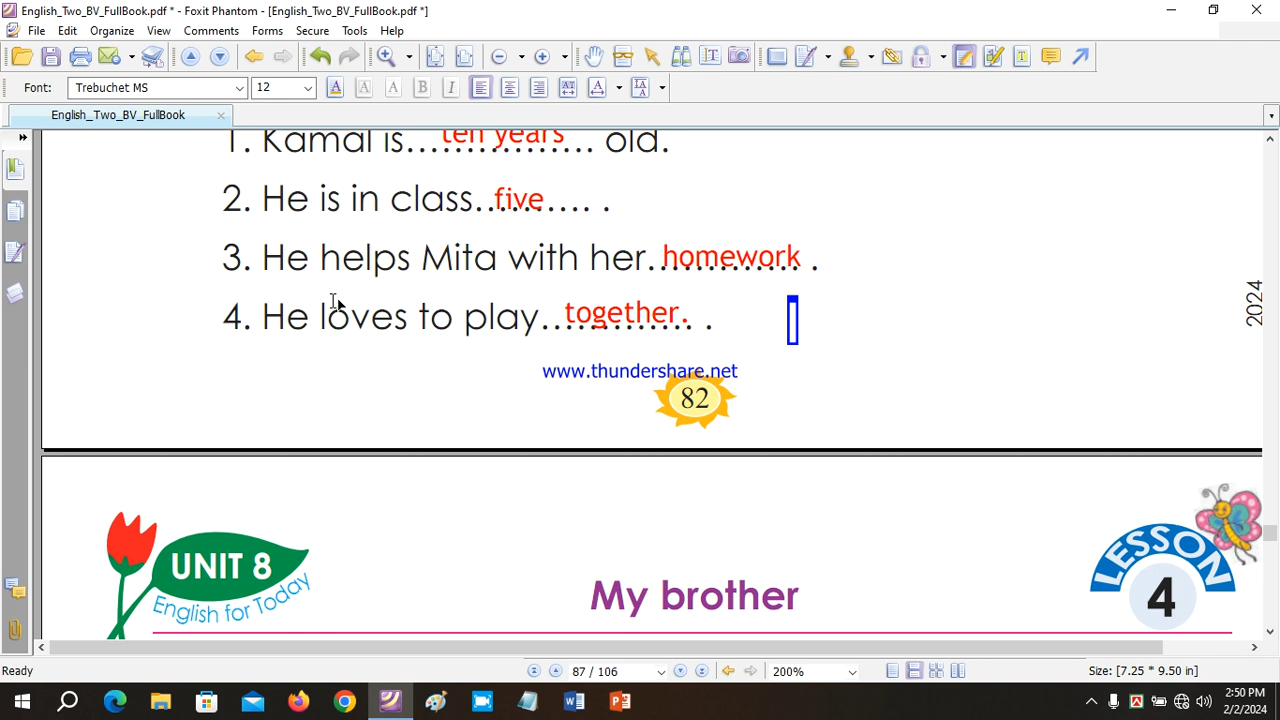 English_Two_BV_FullBook.pdf * - Foxit Phantom - [English_Two_BV_FullBook.pdf *]
File Edit Organize View Comments Forms Secure Tools Help
Font: Trebuchet MS 12
English_Two_BV_FullBook
1. Kamal is……ten years……… old.
2. He is in class…five……. .
3. He helps Mita with her…homework… .
4. He loves to play…together.… .
2024
www.thundershare.net
82
UNIT 8
English for Today
My brother
LESSON
4
Ready 87 / 106 200% Size: [7.25 * 9.50 in]
2:50 PM
2/2/2024